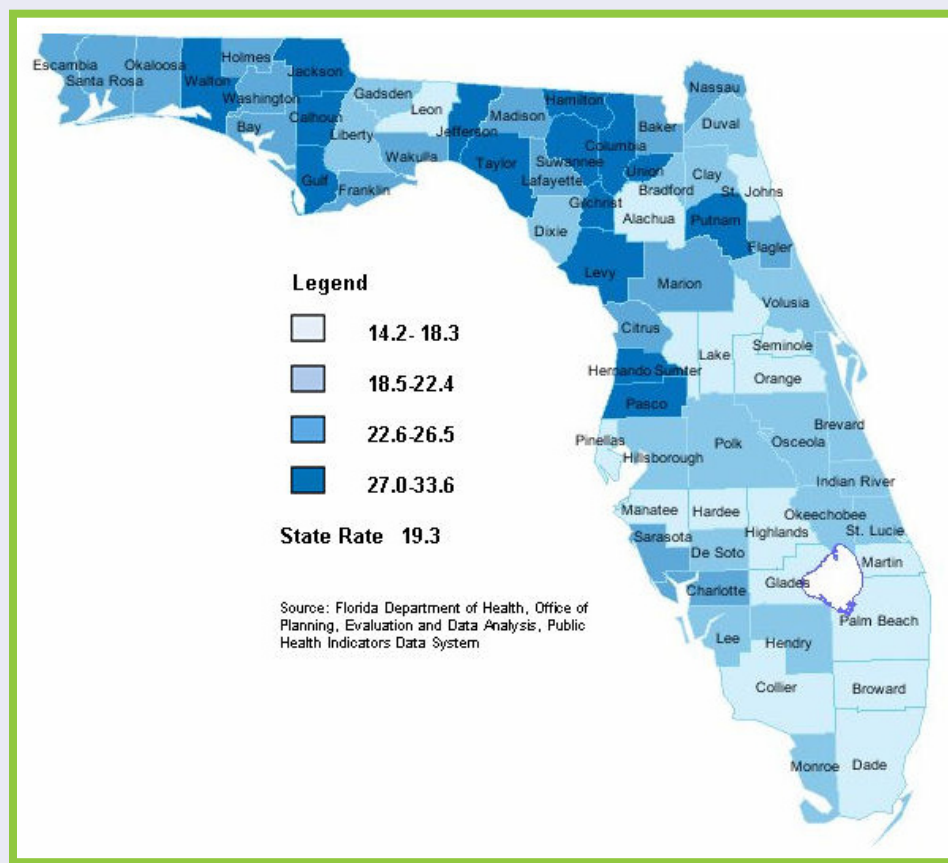 Escambia
Santa Rosa
Okaloosa
Walton
Holmes
Washington
Bay
Jackson
Calhoun
Gulf
Gadsden
Liberty
Franklin
Leon
Wakulla
Jefferson
Madison
Taylor
Hamilton
Suwannee
Lafayette
Dixie
Columbia
Gilchrist
Baker
Union
Bradford
Alachua
Nassau
Duval
Clay
St. Johns
Putnam
Flagler
Levy
Marion
Volusia
Citrus
Hernando Sumter
Lake
Seminole
Orange
Pasco
Pinellas
Hillsborough
Polk
Osceola
Brevard
Indian River
Manatee
Hardee
Highlands
Okeechobee
St. Lucie
Sarasota
De Soto
Martin
Charlotte
Glades
Palm Beach
Lee
Hendry
Collier
Broward
Monroe
Dade
Legend
14.2- 18.3
18.5-22.4
22.6-26.5
27.0-33.6
State Rate 19.3
Source: Florida Department of Health, Office of
Planning, Evaluation and Data Analysis, Public
Health Indicators Data System